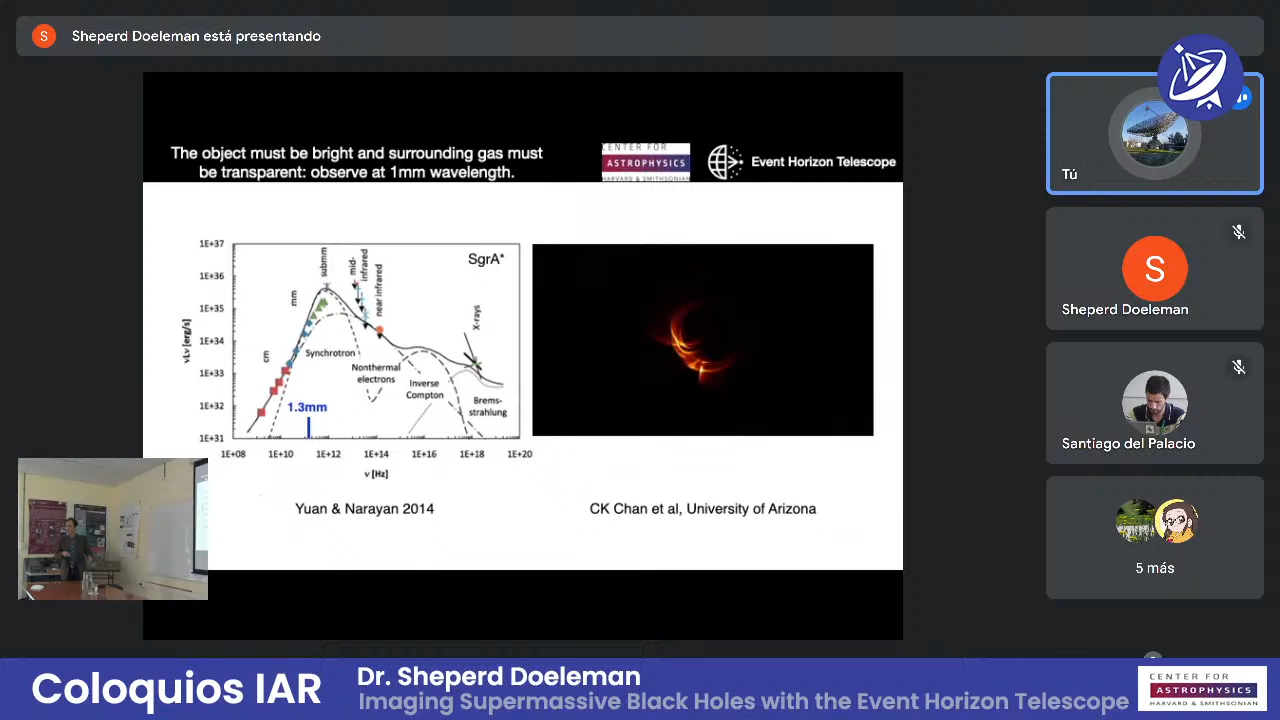 S
Sheperd Doeleman está presentando
The object must be bright and surrounding gas must
be transparent: observe at 1mm wavelength.
CENTER FOR
ASTROPHYSICS
HARVARD & SMITHSONIAN
Event Horizon Telescope
1E+37
1E+36
1E+35
1E+34
1E+33
1E+32
1E+31
νLν [erg/s]
SgrA*
cm
mm
submm
mid-
infrared
near infrared
X-rays
Synchrotron
Nonthermal
electrons
Inverse
Compton
Brems-
strahlung
1.3mm
1E+08
1E+10
1E+12
1E+14
1E+16
1E+18
1E+20
ν [Hz]
Yuan & Narayan 2014
CK Chan et al, University of Arizona
Tú
S
Sheperd Doeleman
Santiago del Palacio
5 más
Coloquios IAR
Dr. Sheperd Doeleman
Imaging Supermassive Black Holes with the Event Horizon Telescope
CENTER FOR
ASTROPHYSICS
HARVARD & SMITHSONIAN